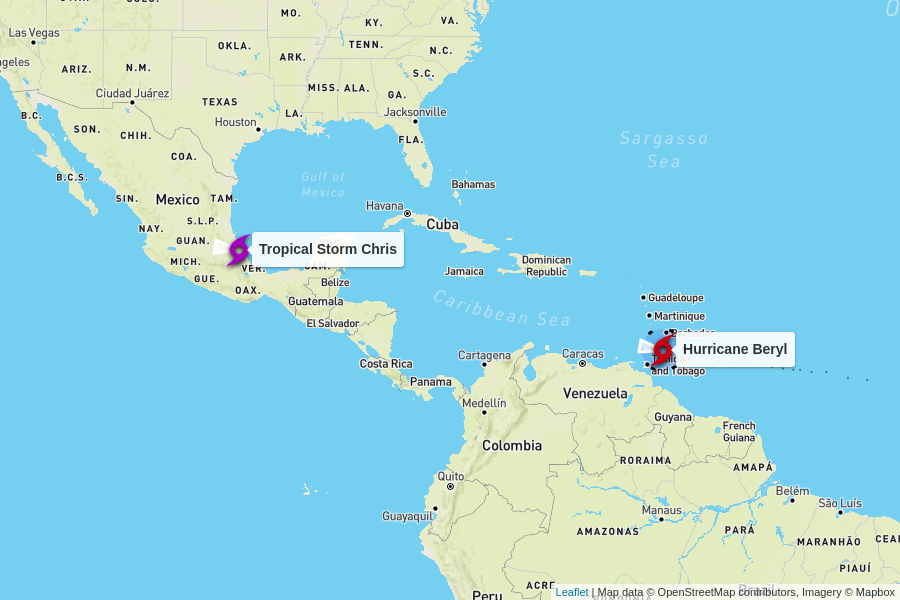 MO.
KY.
VA.
Las Vegas
OKLA.
TENN.
N.C.
ARIZ.
N.M.
ARK.
S.C.
Ciudad Juárez
MISS.
ALA.
GA.
TEXAS
LA.
Jacksonville
B.C.
SON.
CHIH.
Houston
FLA.
Sargasso
Sea
COA.
B.C.S.
Gulf of
Mexico
Bahamas
SIN.
Mexico
TAM.
Havana
NAY.
S.L.P.
Cuba
GUAN.
Tropical Storm Chris
MICH.
VER.
CAM.
Jamaica
Dominican
Republic
GUE.
OAX.
Belize
Guatemala
Caribbean Sea
Guadeloupe
Martinique
El Salvador
Barbados
Hurricane Beryl
Costa Rica
Cartagena
Caracas
and Tobago
Panama
Venezuela
Medellín
Guyana
French
Guiana
Colombia
RORAIMA
AMAPÁ
Quito
Belém
São Luís
Guayaquil
Manaus
AMAZONAS
PARÁ
MARANHÃO
CEA
PIAUÍ
ACRE
Peru
Leaflet | Map data © OpenStreetMap contributors, Imagery © Mapbox